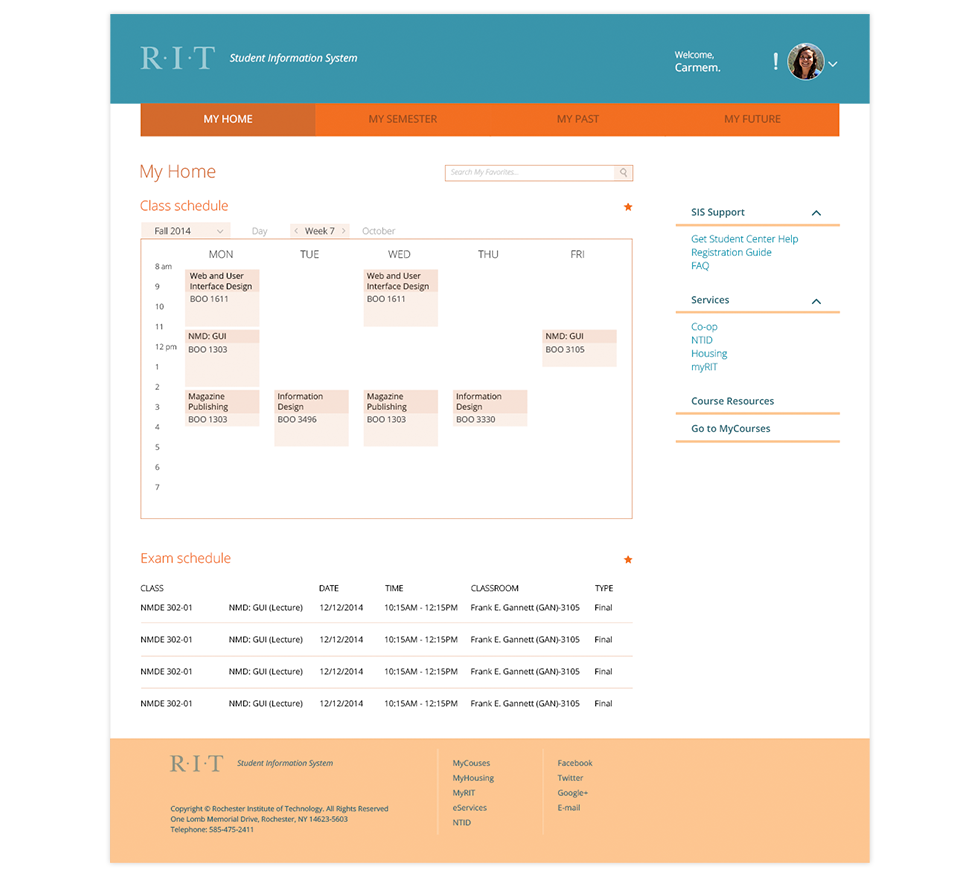 R·I·T Student Information System
Welcome,
Carmem.
!
MY HOME MY SEMESTER MY PAST MY FUTURE
My Home
Search My Favorites...
Class schedule
Fall 2014 Day < Week 7 > October
MON TUE WED THU FRI
8 am
9
10
11
12 pm
1
2
3
4
5
6
7
Web and User
Interface Design
BOO 1611
NMD: GUI
BOO 1303
Magazine
Publishing
BOO 1303
Information
Design
BOO 3496
Web and User
Interface Design
BOO 1611
Magazine
Publishing
BOO 1303
Information
Design
BOO 3330
NMD: GUI
BOO 3105
SIS Support
Get Student Center Help
Registration Guide
FAQ
Services
Co-op
NTID
Housing
myRIT
Course Resources
Go to MyCourses
Exam schedule
CLASS DATE TIME CLASSROOM TYPE
NMDE 302-01 NMD: GUI (Lecture) 12/12/2014 10:15AM - 12:15PM Frank E. Gannett (GAN)-3105 Final
NMDE 302-01 NMD: GUI (Lecture) 12/12/2014 10:15AM - 12:15PM Frank E. Gannett (GAN)-3105 Final
NMDE 302-01 NMD: GUI (Lecture) 12/12/2014 10:15AM - 12:15PM Frank E. Gannett (GAN)-3105 Final
NMDE 302-01 NMD: GUI (Lecture) 12/12/2014 10:15AM - 12:15PM Frank E. Gannett (GAN)-3105 Final
R·I·T Student Information System
Copyright © Rochester Institute of Technology. All Rights Reserved
One Lomb Memorial Drive, Rochester, NY 14623-5603
Telephone: 585-475-2411
MyCouses
MyHousing
MyRIT
eServices
NTID
Facebook
Twitter
Google+
E-mail